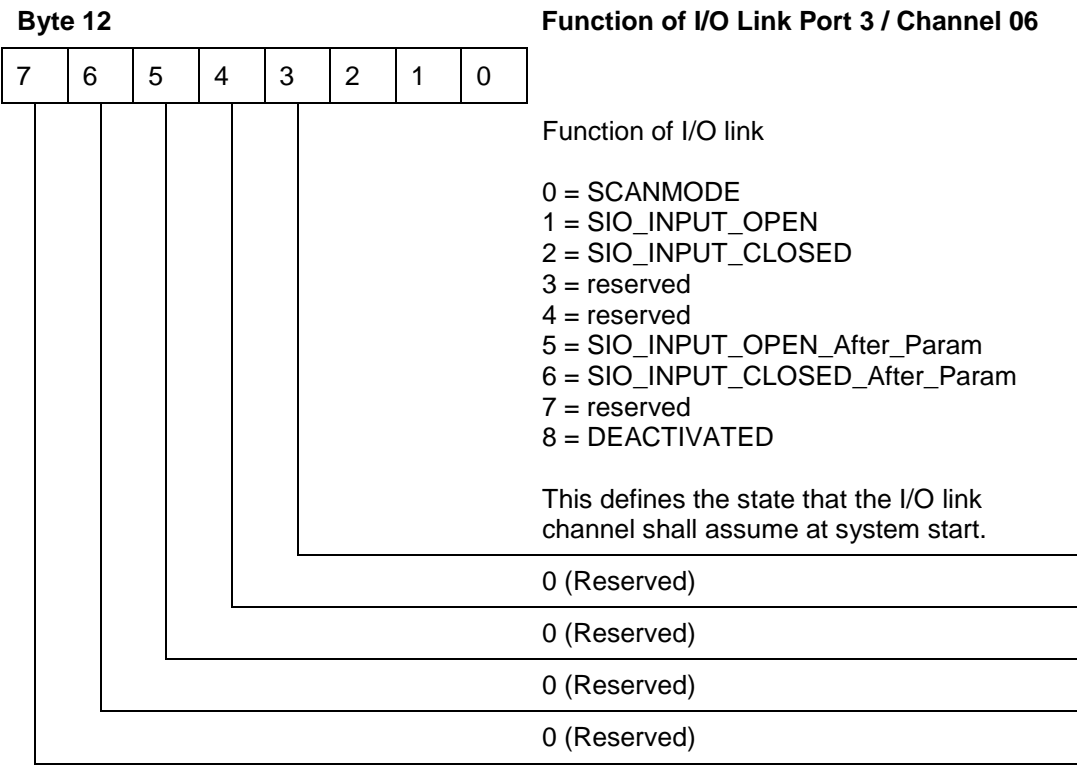 Byte 12 Function of I/O Link Port 3 / Channel 06
7 6 5 4 3 2 1 0
Function of I/O link
0 = SCANMODE
1 = SIO_INPUT_OPEN
2 = SIO_INPUT_CLOSED
3 = reserved
4 = reserved
5 = SIO_INPUT_OPEN_After_Param
6 = SIO_INPUT_CLOSED_After_Param
7 = reserved
8 = DEACTIVATED
This defines the state that the I/O link
channel shall assume at system start.
0 (Reserved)
0 (Reserved)
0 (Reserved)
0 (Reserved)